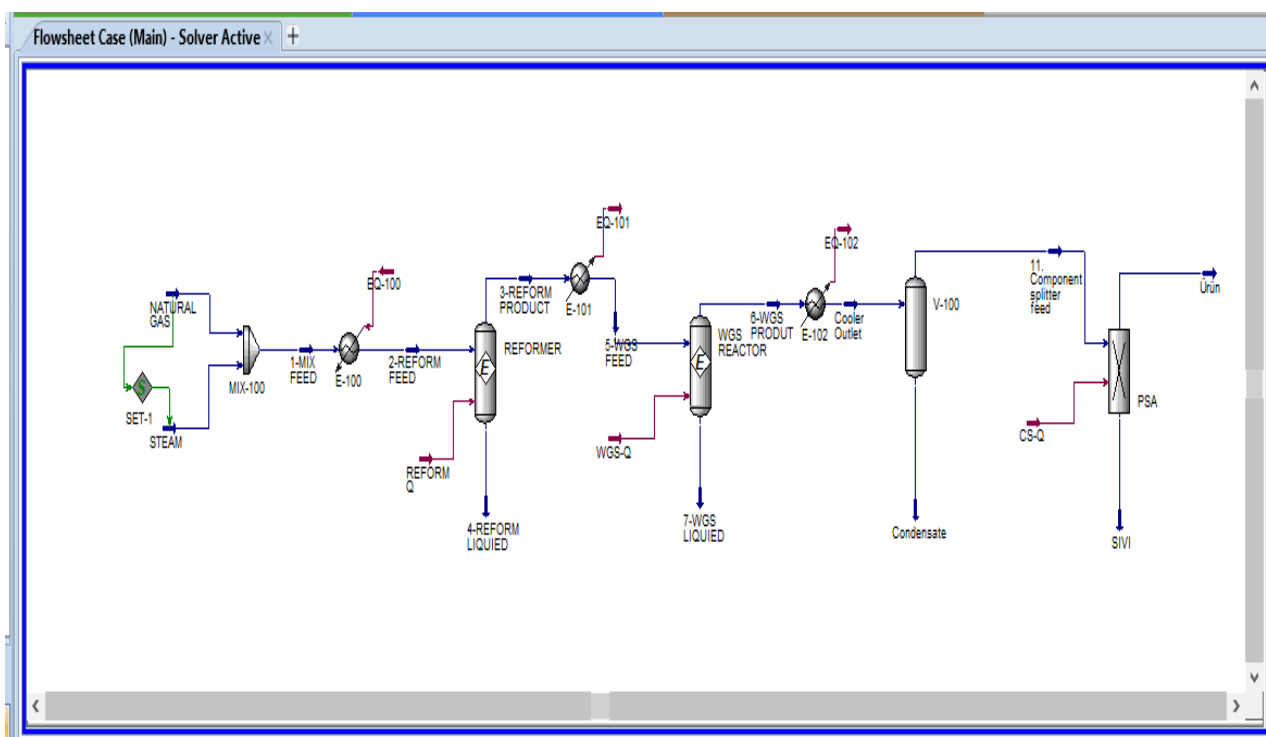 Flowsheet Case (Main) - Solver Active
NATURAL
GAS
SET-1
STEAM
MIX-100
1-MIX
FEED
EQ-100
E-100
2-REFORM
FEED
REFORMER
REFORM
Q
4-REFORM
LIQUIED
3-REFORM
PRODUCT
EQ-101
E-101
5-WGS
FEED
WGS
REACTOR
WGS-Q
7-WGS
LIQUIED
6-WGS
PRODUT
EQ-102
E-102
Cooler
Outlet
V-100
Condensate
11.
Component
splitter
feed
PSA
CS-Q
Ürün
SIVI
S
E
E